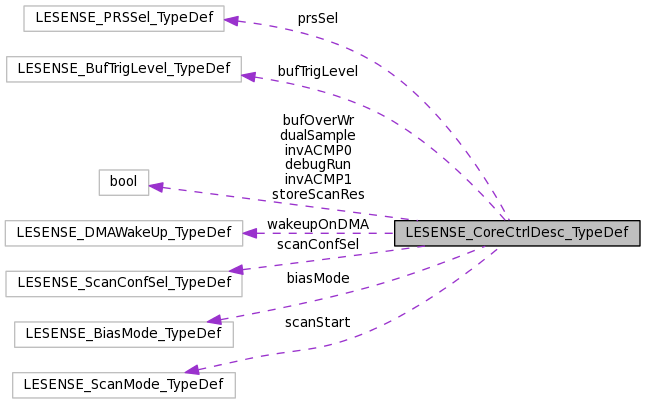 LESENSE_PRSSel_TypeDef
prsSel
LESENSE_BufTrigLevel_TypeDef
bufTrigLevel
bufOverWr
dualSample
invACMP0
debugRun
invACMP1
storeScanRes
bool
LESENSE_DMAWakeUp_TypeDef
wakeupOnDMA
LESENSE_CoreCtrlDesc_TypeDef
scanConfSel
LESENSE_ScanConfSel_TypeDef
biasMode
LESENSE_BiasMode_TypeDef
scanStart
LESENSE_ScanMode_TypeDef